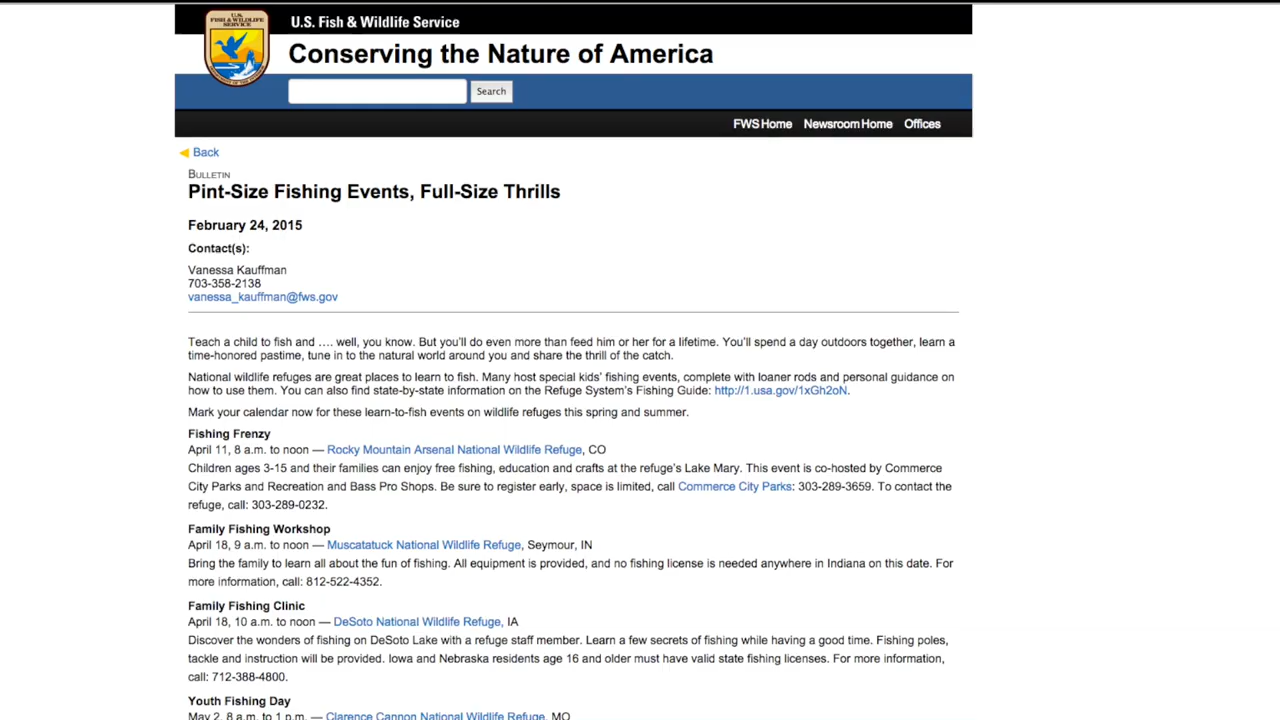 U.S.
FISH & WILDLIFE
SERVICE
U.S. Fish & Wildlife Service
Conserving the Nature of America
Search
FWS Home Newsroom Home Offices
Back
BULLETIN
Pint-Size Fishing Events, Full-Size Thrills
February 24, 2015
Contact(s):
Vanessa Kauffman
703-358-2138
vanessa_kauffman@fws.gov
Teach a child to fish and …. well, you know. But you'll do even more than feed him or her for a lifetime. You'll spend a day outdoors together, learn a
time-honored pastime, tune in to the natural world around you and share the thrill of the catch.
National wildlife refuges are great places to learn to fish. Many host special kids' fishing events, complete with loaner rods and personal guidance on
how to use them. You can also find state-by-state information on the Refuge System's Fishing Guide: http://1.usa.gov/1xGh2oN.
Mark your calendar now for these learn-to-fish events on wildlife refuges this spring and summer.
Fishing Frenzy
April 11, 8 a.m. to noon — Rocky Mountain Arsenal National Wildlife Refuge, CO
Children ages 3-15 and their families can enjoy free fishing, education and crafts at the refuge's Lake Mary. This event is co-hosted by Commerce
City Parks and Recreation and Bass Pro Shops. Be sure to register early, space is limited, call Commerce City Parks: 303-289-3659. To contact the
refuge, call: 303-289-0232.
Family Fishing Workshop
April 18, 9 a.m. to noon — Muscatatuck National Wildlife Refuge, Seymour, IN
Bring the family to learn all about the fun of fishing. All equipment is provided, and no fishing license is needed anywhere in Indiana on this date. For
more information, call: 812-522-4352.
Family Fishing Clinic
April 18, 10 a.m. to noon — DeSoto National Wildlife Refuge, IA
Discover the wonders of fishing on DeSoto Lake with a refuge staff member. Learn a few secrets of fishing while having a good time. Fishing poles,
tackle and instruction will be provided. Iowa and Nebraska residents age 16 and older must have valid state fishing licenses. For more information,
call: 712-388-4800.
Youth Fishing Day
May 2, 8 a.m. to 1 p.m. — Clarence Cannon National Wildlife Refuge, MO